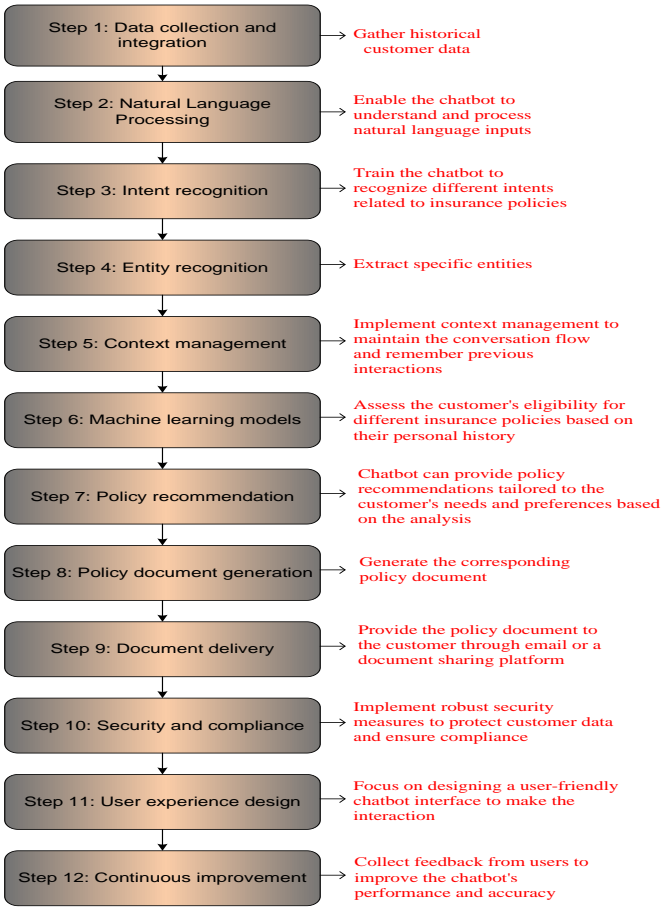 Step 1: Data collection and
integration
Gather historical
customer data
Step 2: Natural Language
Processing
Enable the chatbot to
understand and process
natural language inputs
Step 3: Intent recognition
Train the chatbot to
recognize different intents
related to insurance policies
Step 4: Entity recognition
Extract specific entities
Step 5: Context management
Implement context management to
maintain the conversation flow
and remember previous
interactions
Step 6: Machine learning models
Assess the customer's eligibility for
different insurance policies based on
their personal history
Step 7: Policy recommendation
Chatbot can provide policy
recommendations tailored to the
customer's needs and preferences based
on the analysis
Step 8: Policy document generation
Generate the corresponding
policy document
Step 9: Document delivery
Provide the policy document to
the customer through email or a
document sharing platform
Step 10: Security and compliance
Implement robust security
measures to protect customer data
and ensure compliance
Step 11: User experience design
Focus on designing a user-friendly
chatbot interface to make the
interaction
Step 12: Continuous improvement
Collect feedback from users to
improve the chatbot's
performance and accuracy